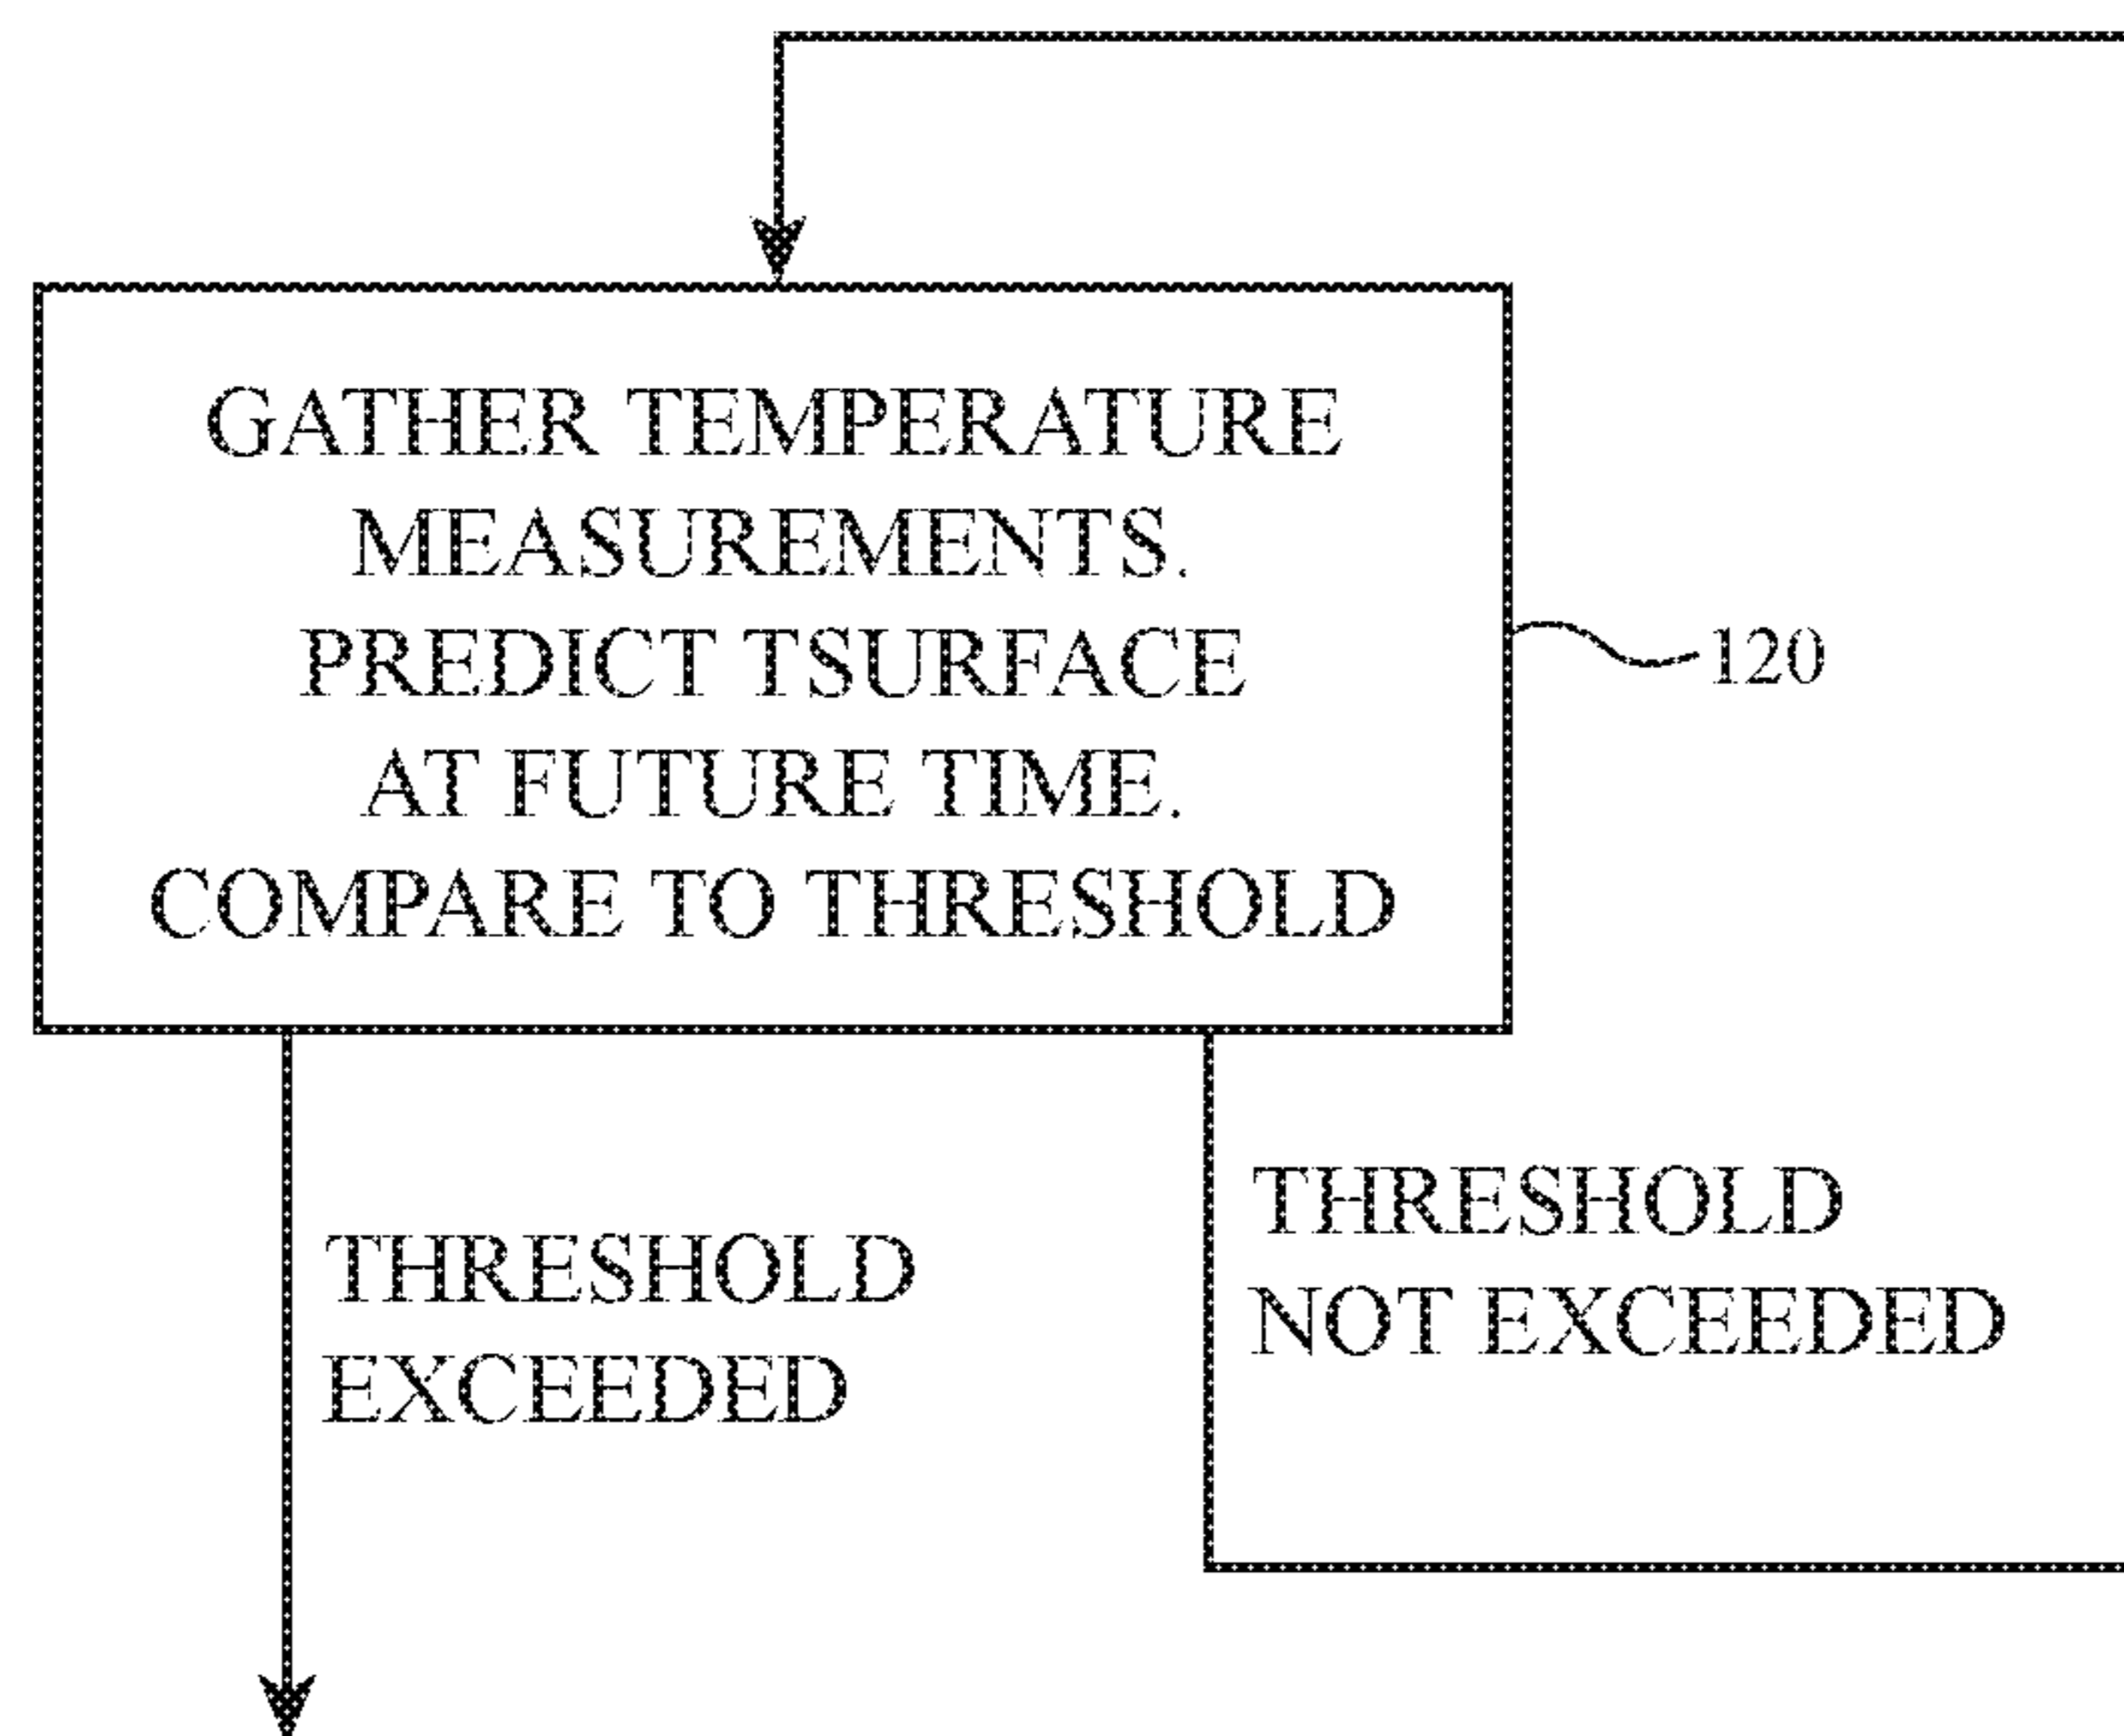 GATHER TEMPERATURE
MEASUREMENTS.
PREDICT TSURFACE
AT FUTURE TIME.
COMPARE TO THRESHOLD
120
THRESHOLD
EXCEEDED
THRESHOLD
NOT EXCEEDED